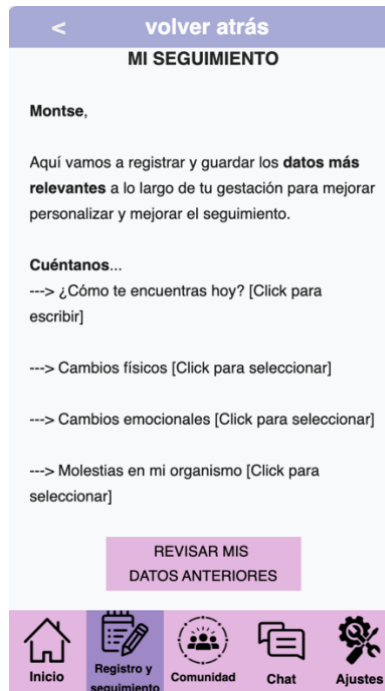 < volver atrás
MI SEGUIMIENTO
Montse,
Aquí vamos a registrar y guardar los datos más
relevantes a lo largo de tu gestación para mejorar
personalizar y mejorar el seguimiento.
Cuéntanos...
---> ¿Cómo te encuentras hoy? [Click para
escribir]
---> Cambios físicos [Click para seleccionar]
---> Cambios emocionales [Click para seleccionar]
---> Molestias en mi organismo [Click para
seleccionar]
REVISAR MIS
DATOS ANTERIORES
Inicio
Registro y
seguimiento
Comunidad
Chat
Ajustes